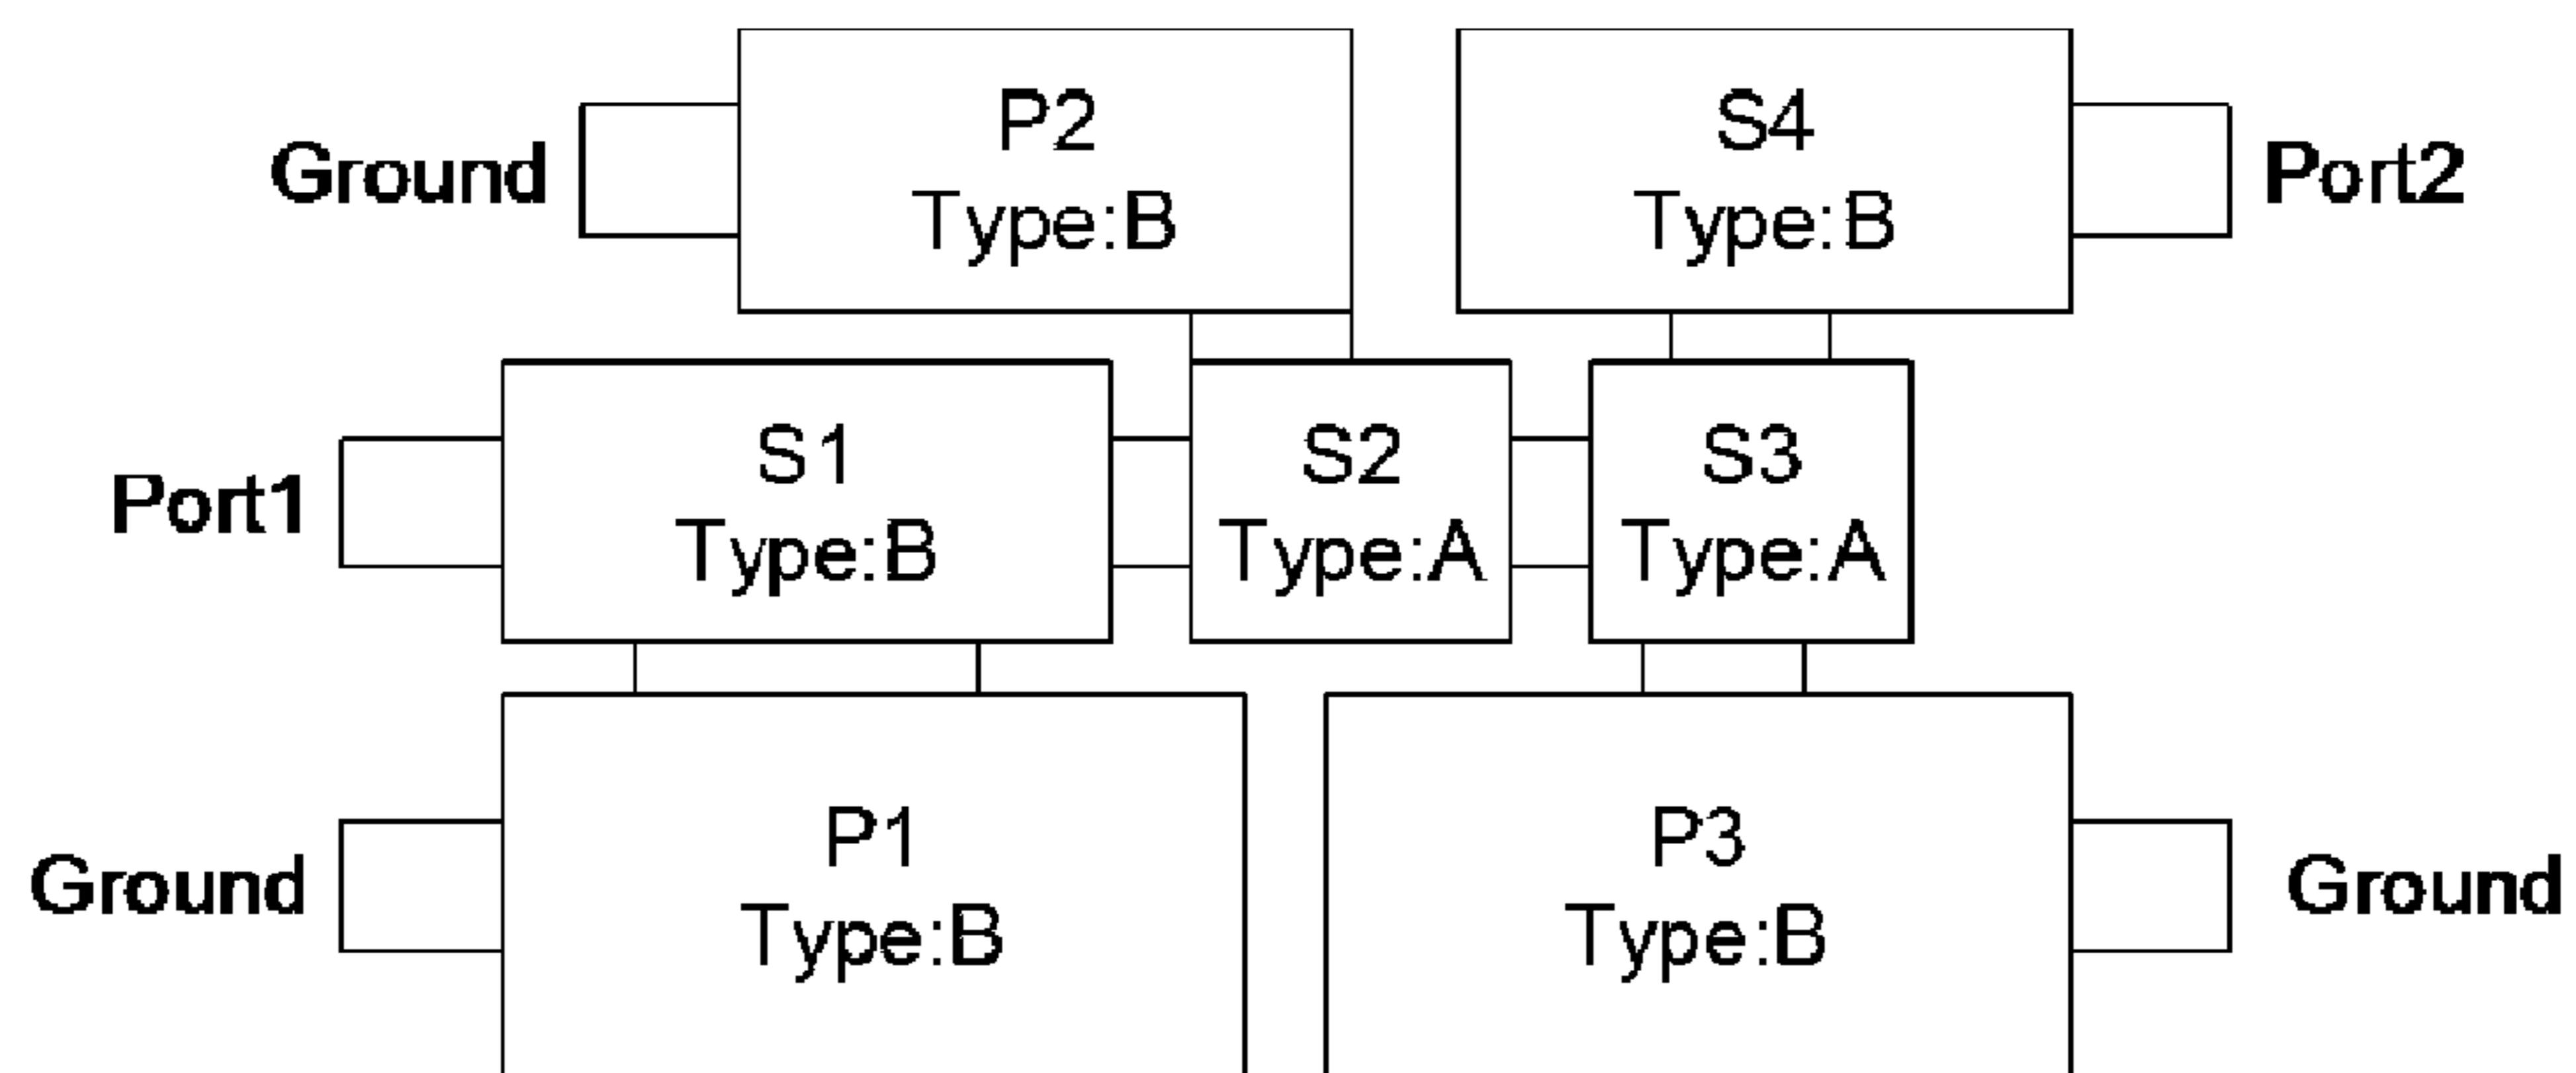 P2
Type:B
S4
Type:B
Ground
Port2
S1
Type:B
S2
Type:A
S3
Type:A
Port1
P1
Type:B
P3
Type:B
Ground
Ground